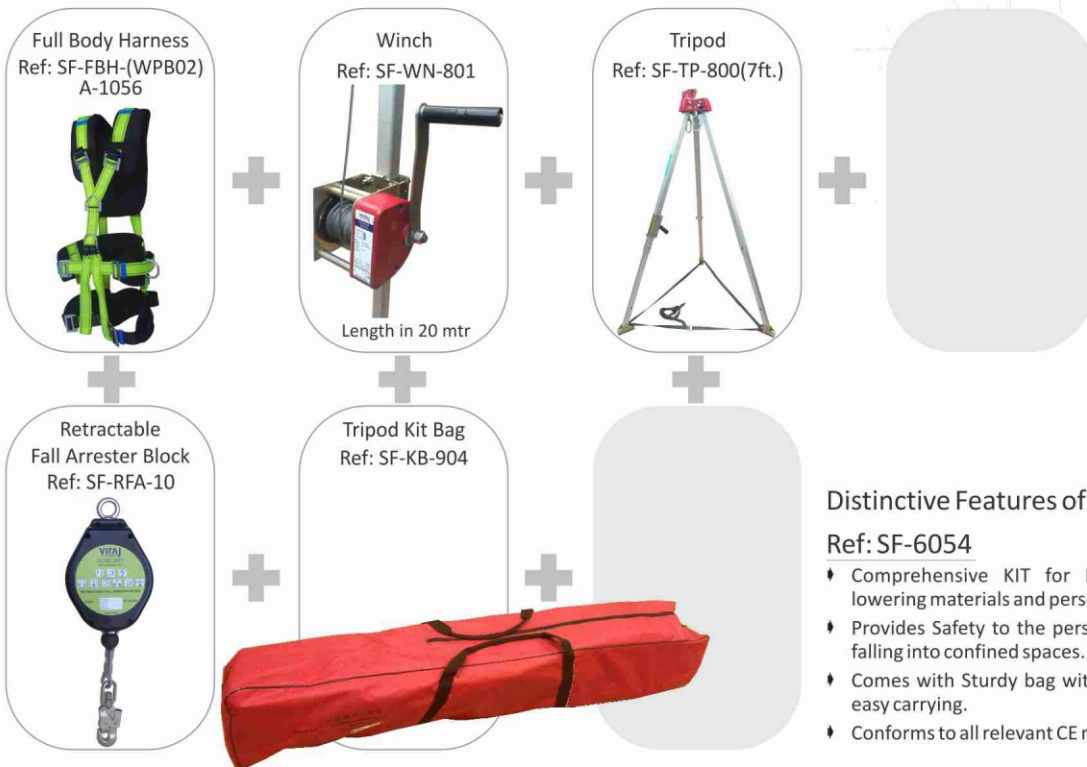 Full Body Harness
Ref: SF-FBH-(WPB02)
A-1056
Winch
Ref: SF-WN-801
Length in 20 mtr
Tripod
Ref: SF-TP-800(7ft.)
Retractable
Fall Arrester Block
Ref: SF-RFA-10
VITAJ
Tripod Kit Bag
Ref: SF-KB-904
Distinctive Features of
Ref: SF-6054
Comprehensive KIT for
lowering materials and
Provides Safety to the
falling into confined spaces.
Comes with Sturdy bag
easy carrying.
Conforms to all relevant CE